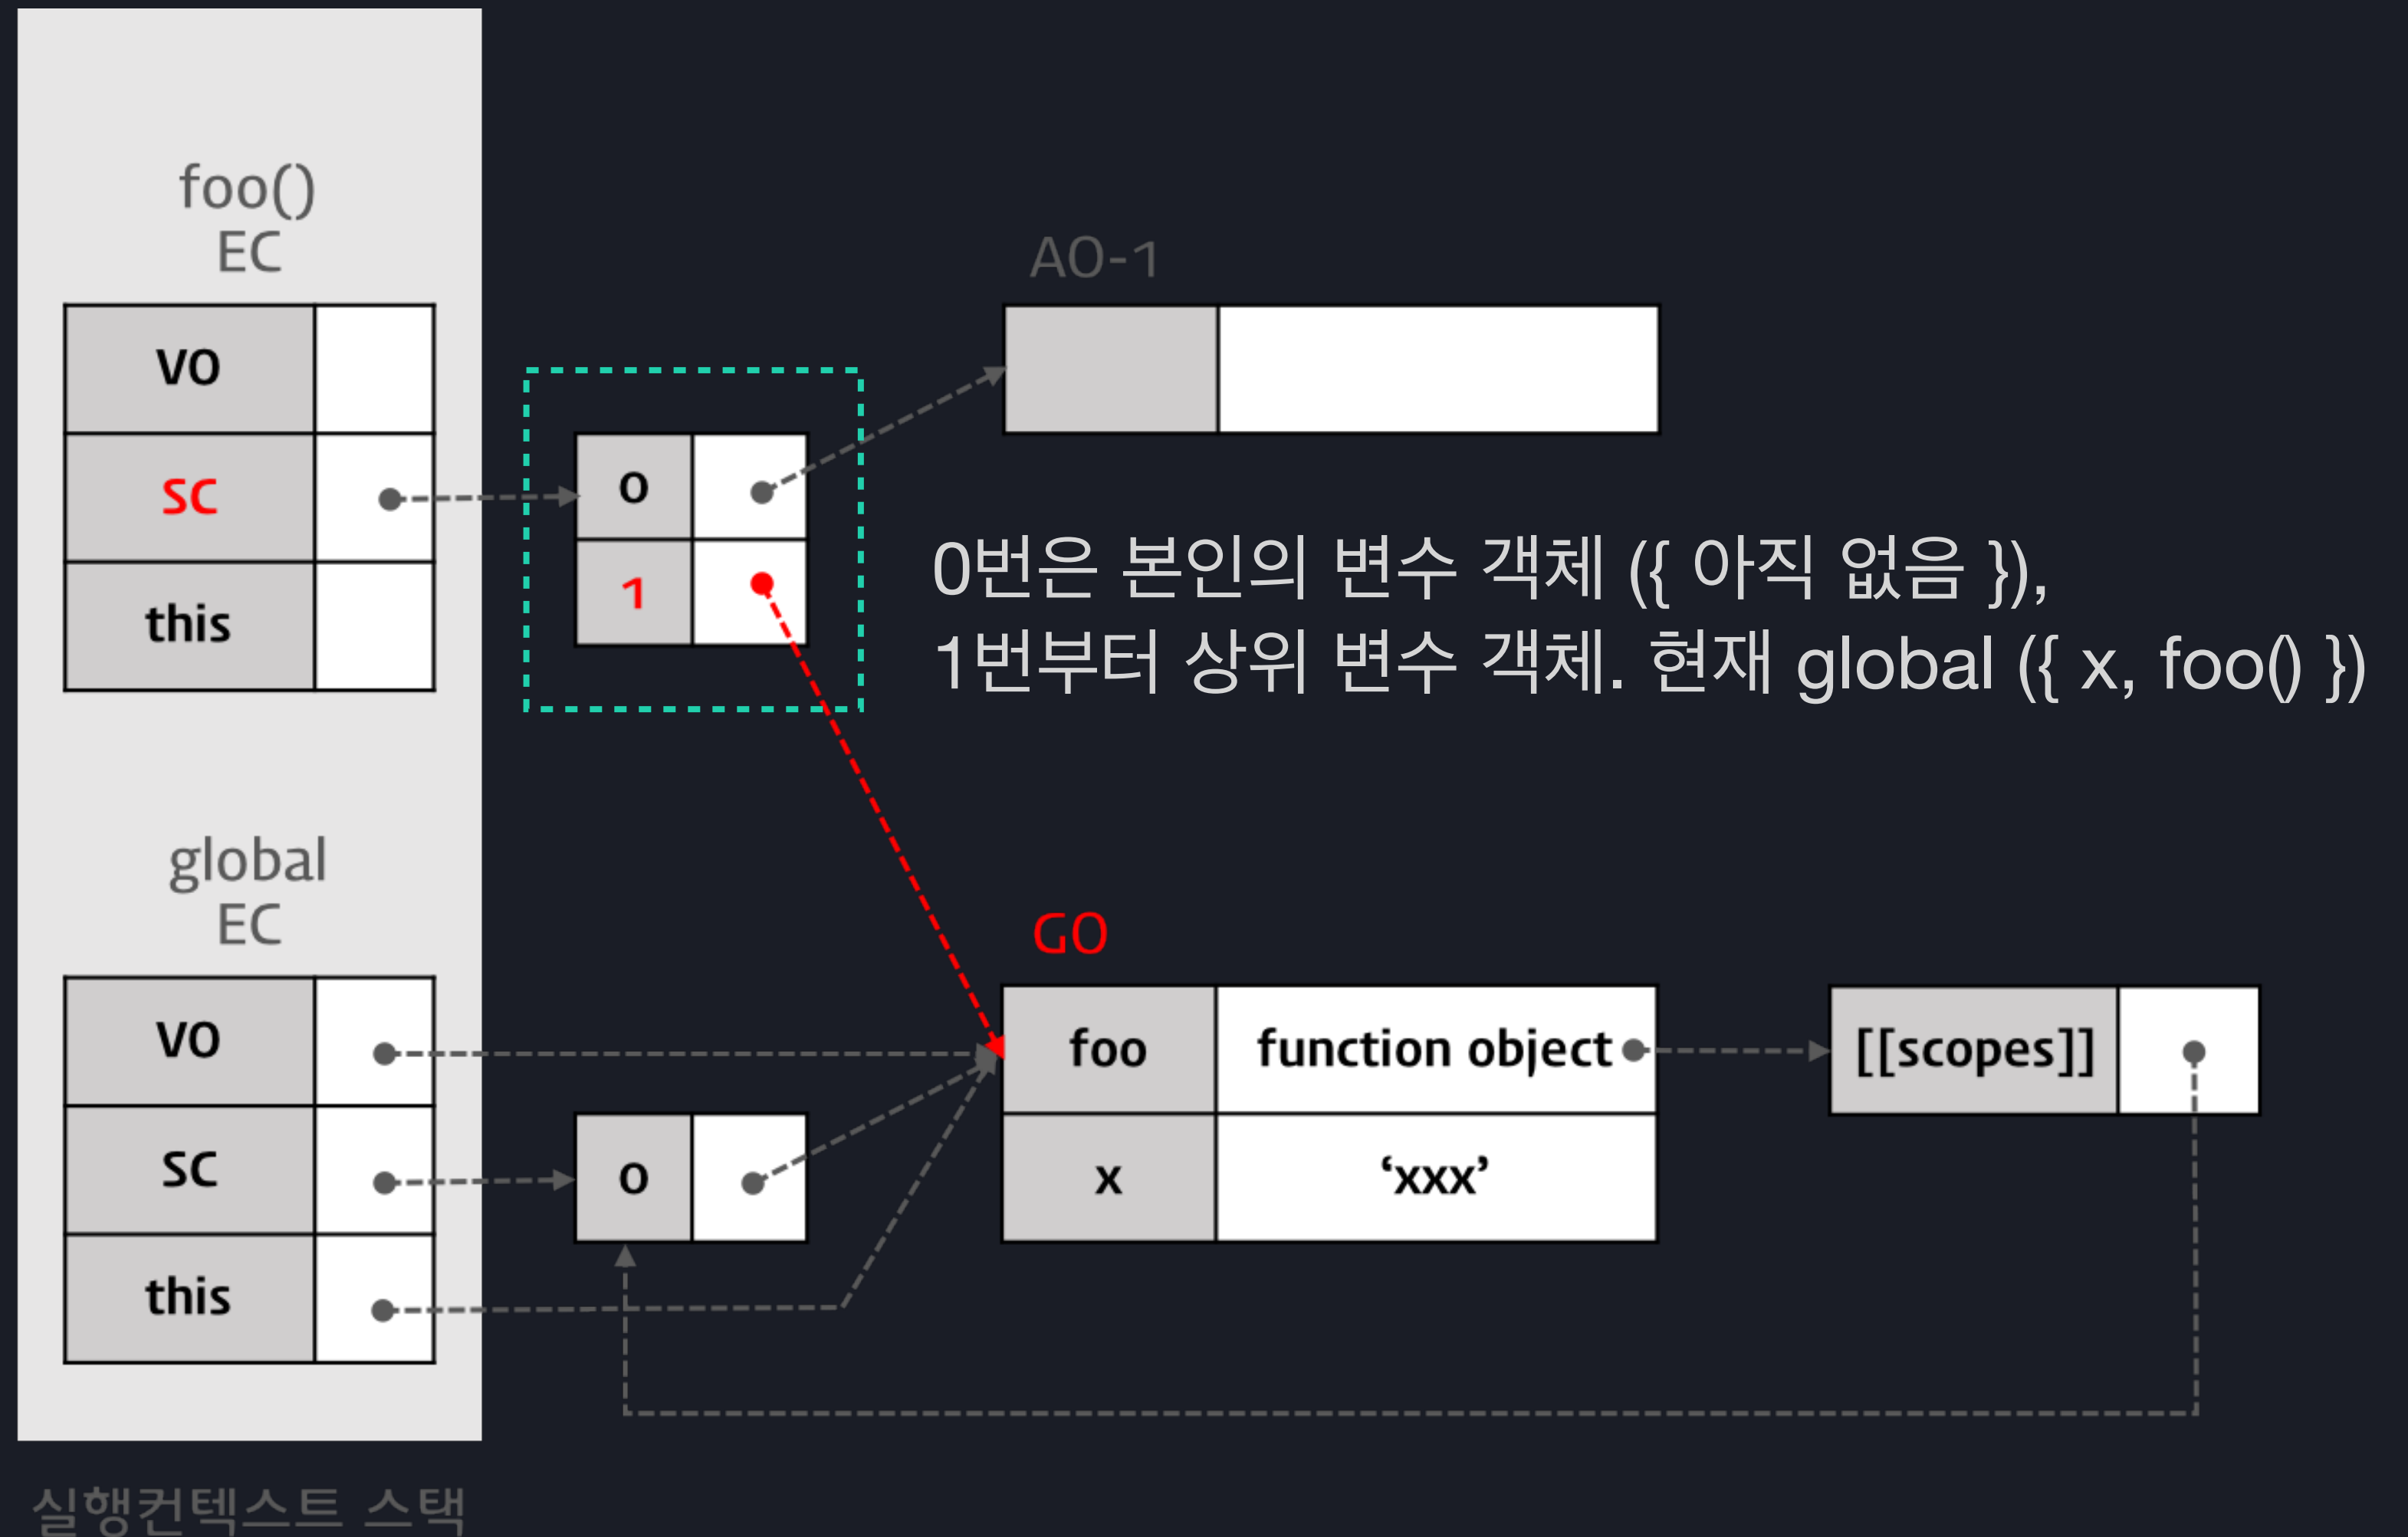 foo()
EC
VO
SC
this
0
1
AO-1
0번은 본인의 변수 객체 ({ 아직 없음 }),
1번부터 상위 변수 객체. 현재 global ({ x, foo() })
global
EC
VO
SC
this
0
GO
foo function object
x ‘xxx’
[[scopes]]
실행컨텍스트 스택